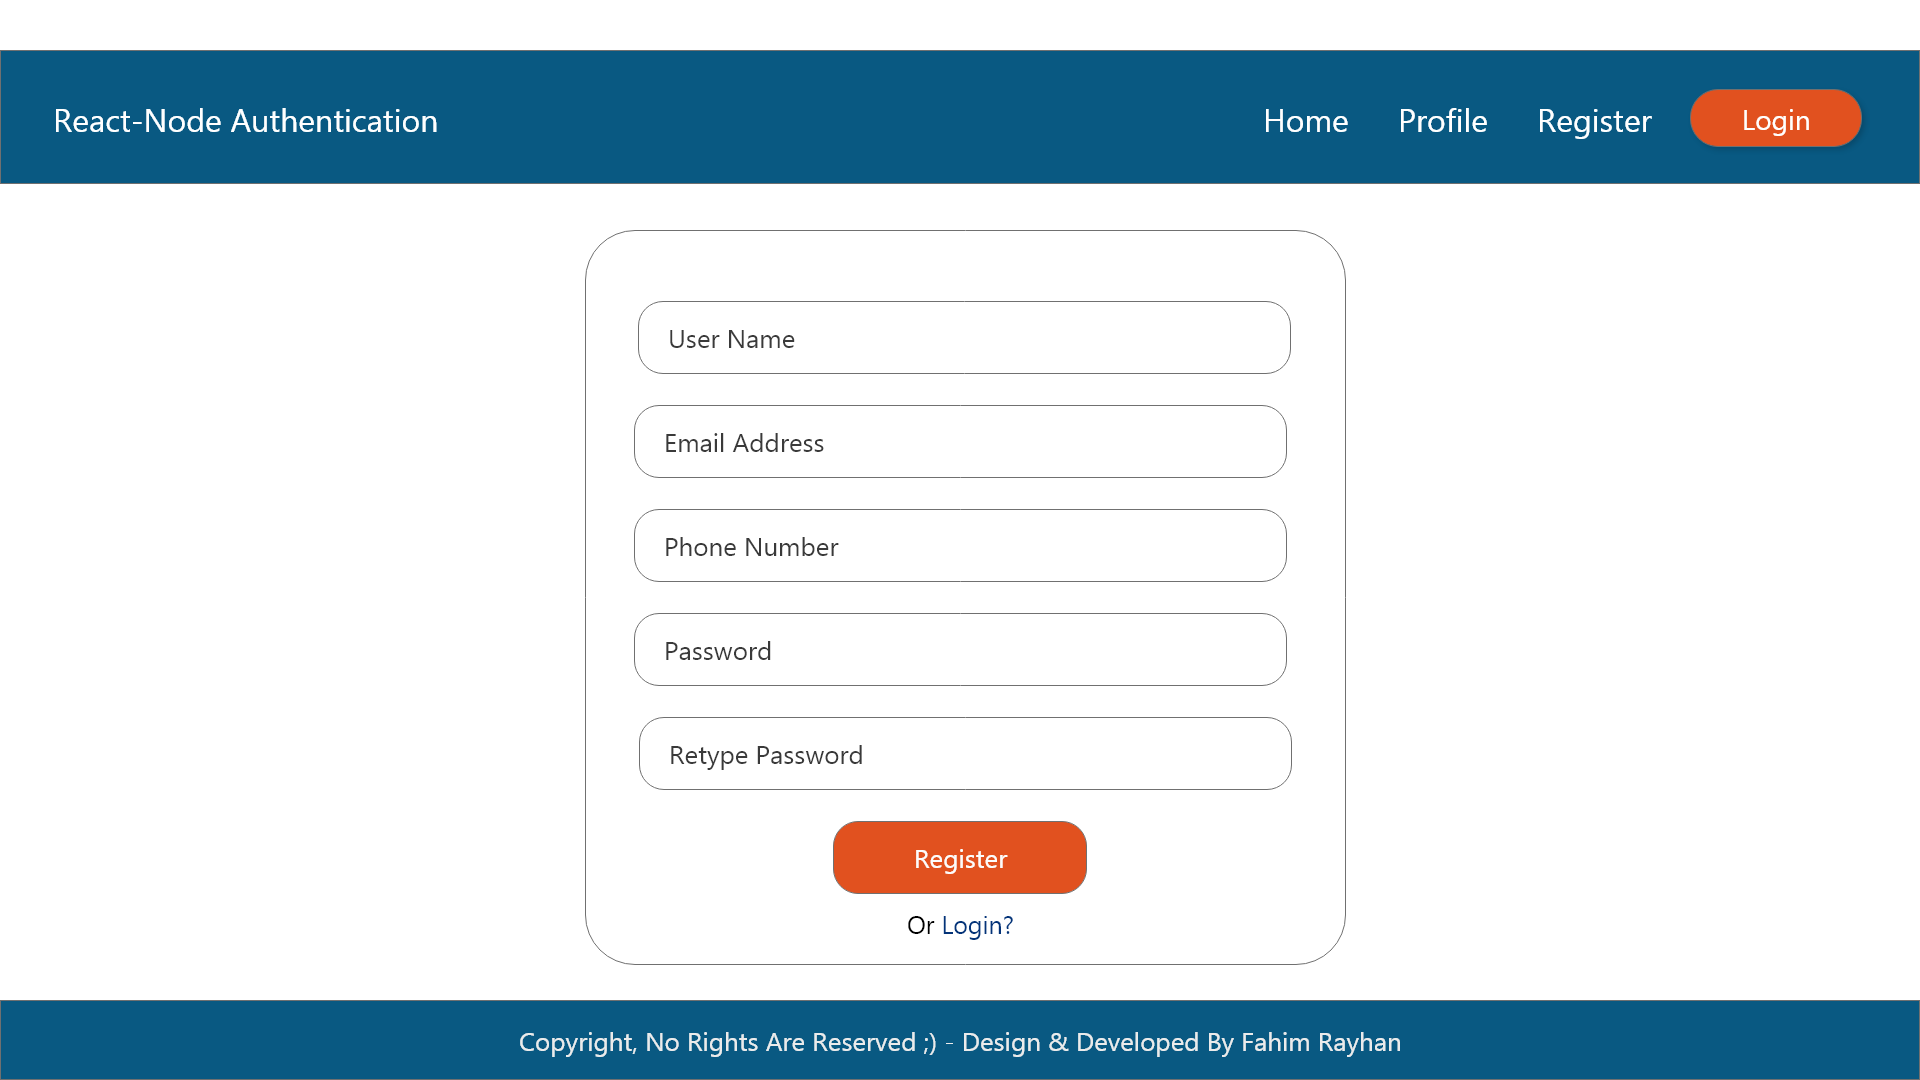 React-Node Authentication
Home
Profile
Register
Login
User Name
Email Address
Phone Number
Password
Retype Password
Register
Or Login?
Copyright, No Rights Are Reserved ;) - Design & Developed By Fahim Rayhan